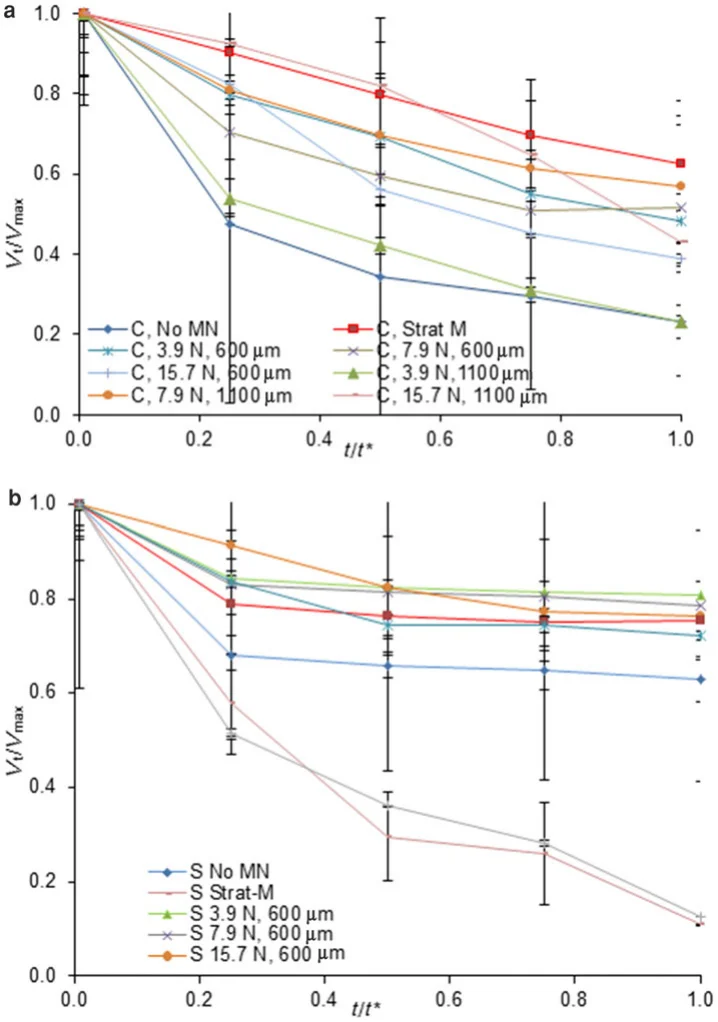 a
1.0
0.8
0.6
0.4
0.2
0.0
Vt/Vmax
C, No MN
C, Strat M
C, 3.9 N, 600 μm
C, 7.9 N, 600 μm
C, 15.7 N, 600 μm
C, 3.9 N, 1100 μm
C, 7.9 N, 1100 μm
C, 15.7 N, 1100 μm
0.0 0.2 0.4 0.6 0.8 1.0
t/t*
b
1.0
0.8
0.6
0.4
0.2
0.0
Vt/Vmax
S No MN
S Strat-M
S 3.9 N, 600 μm
S 7.9 N, 600 μm
S 15.7 N, 600 μm
0.0 0.2 0.4 0.6 0.8 1.0
t/t*